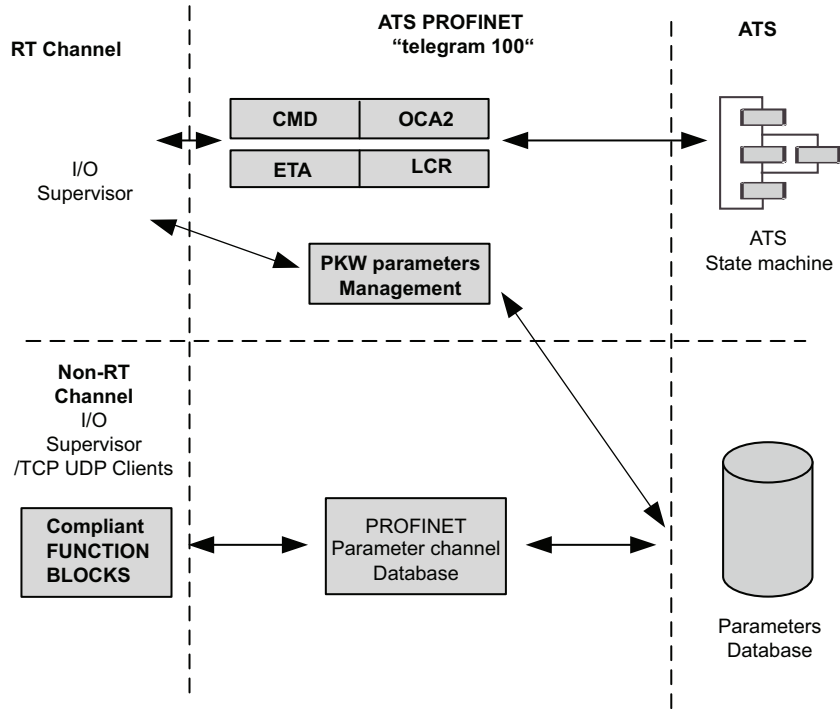 RT Channel
ATS PROFINET
“telegram 100“
ATS
I/O
Supervisor
CMD
OCA2
ETA
LCR
PKW parameters
Management
ATS
State machine
Non-RT
Channel
I/O
Supervisor
/TCP UDP Clients
Compliant
FUNCTION
BLOCKS
PROFINET
Parameter channel
Database
Parameters
Database